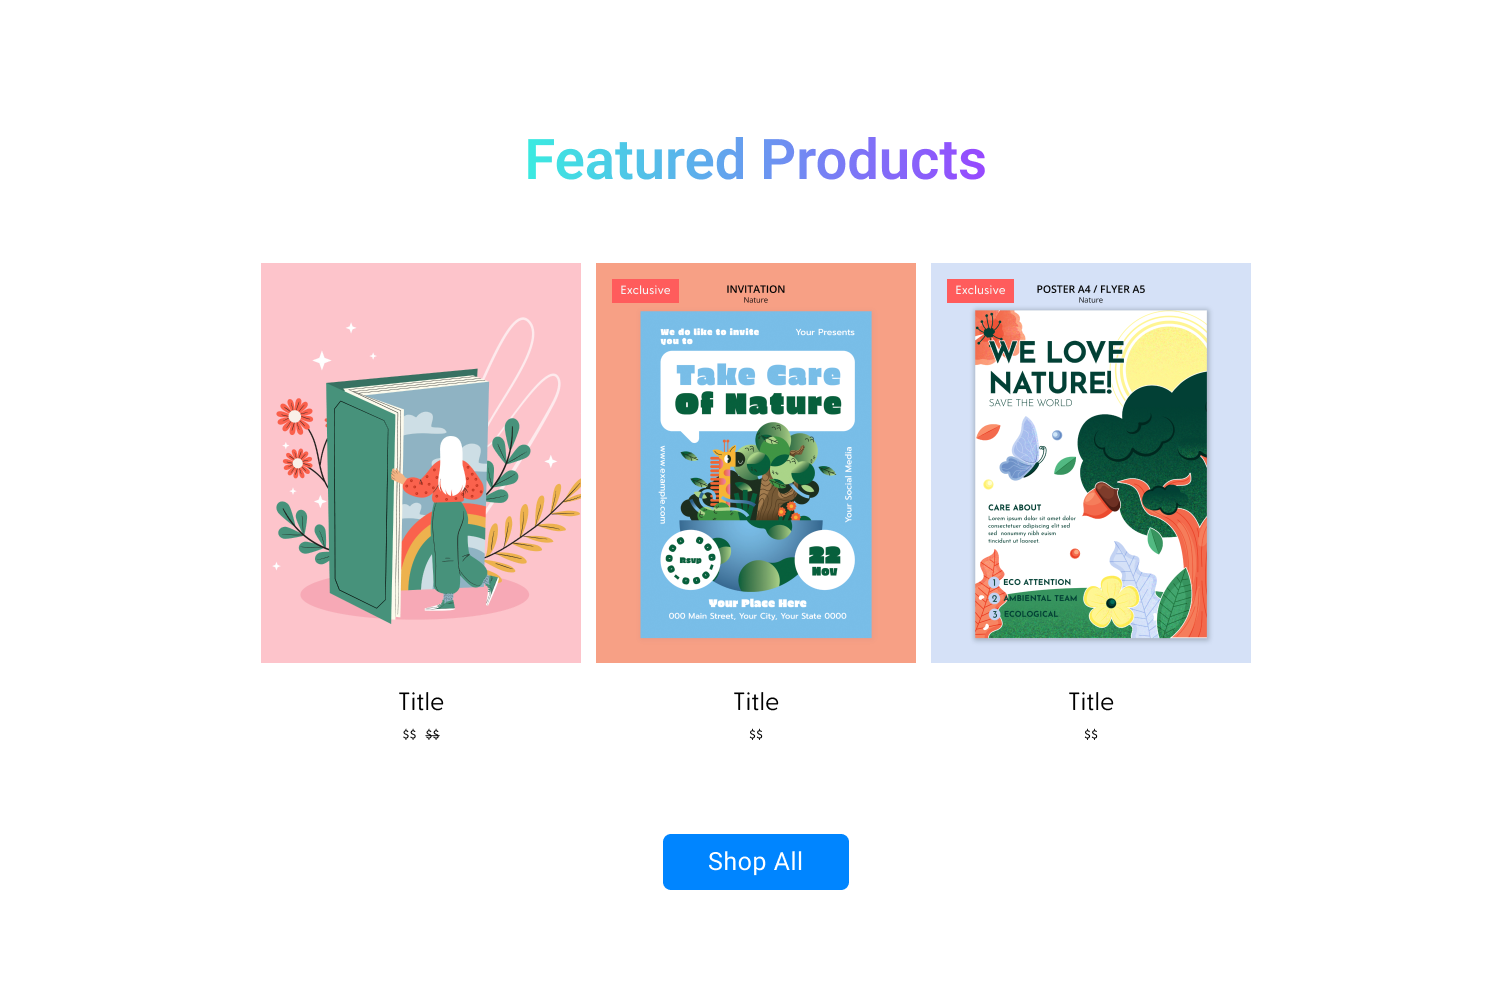 Featured Products
Exclusive
INVITATION
Nature
We do like to invite
you to
Your Presents
Take Care
Of Nature
www.example.com
Your Social Media
Rsvp
000-0000
22
Nov
Your Place Here
000 Main Street, Your City, Your State 0000
Exclusive
POSTER A4 / FLYER A5
Nature
WE LOVE
NATURE!
SAVE THE WORLD
CARE ABOUT
Lorem ipsum dolor sit amet dolor
consectetuer adipiscing elit sed
sed nonummy nibh euism
tincidunt ut laoreet.
1 ECO ATTENTION
2 AMBIENTAL TEAM
3 ECOLOGICAL
Title
$$ $$
Title
$$
Title
$$
Shop All